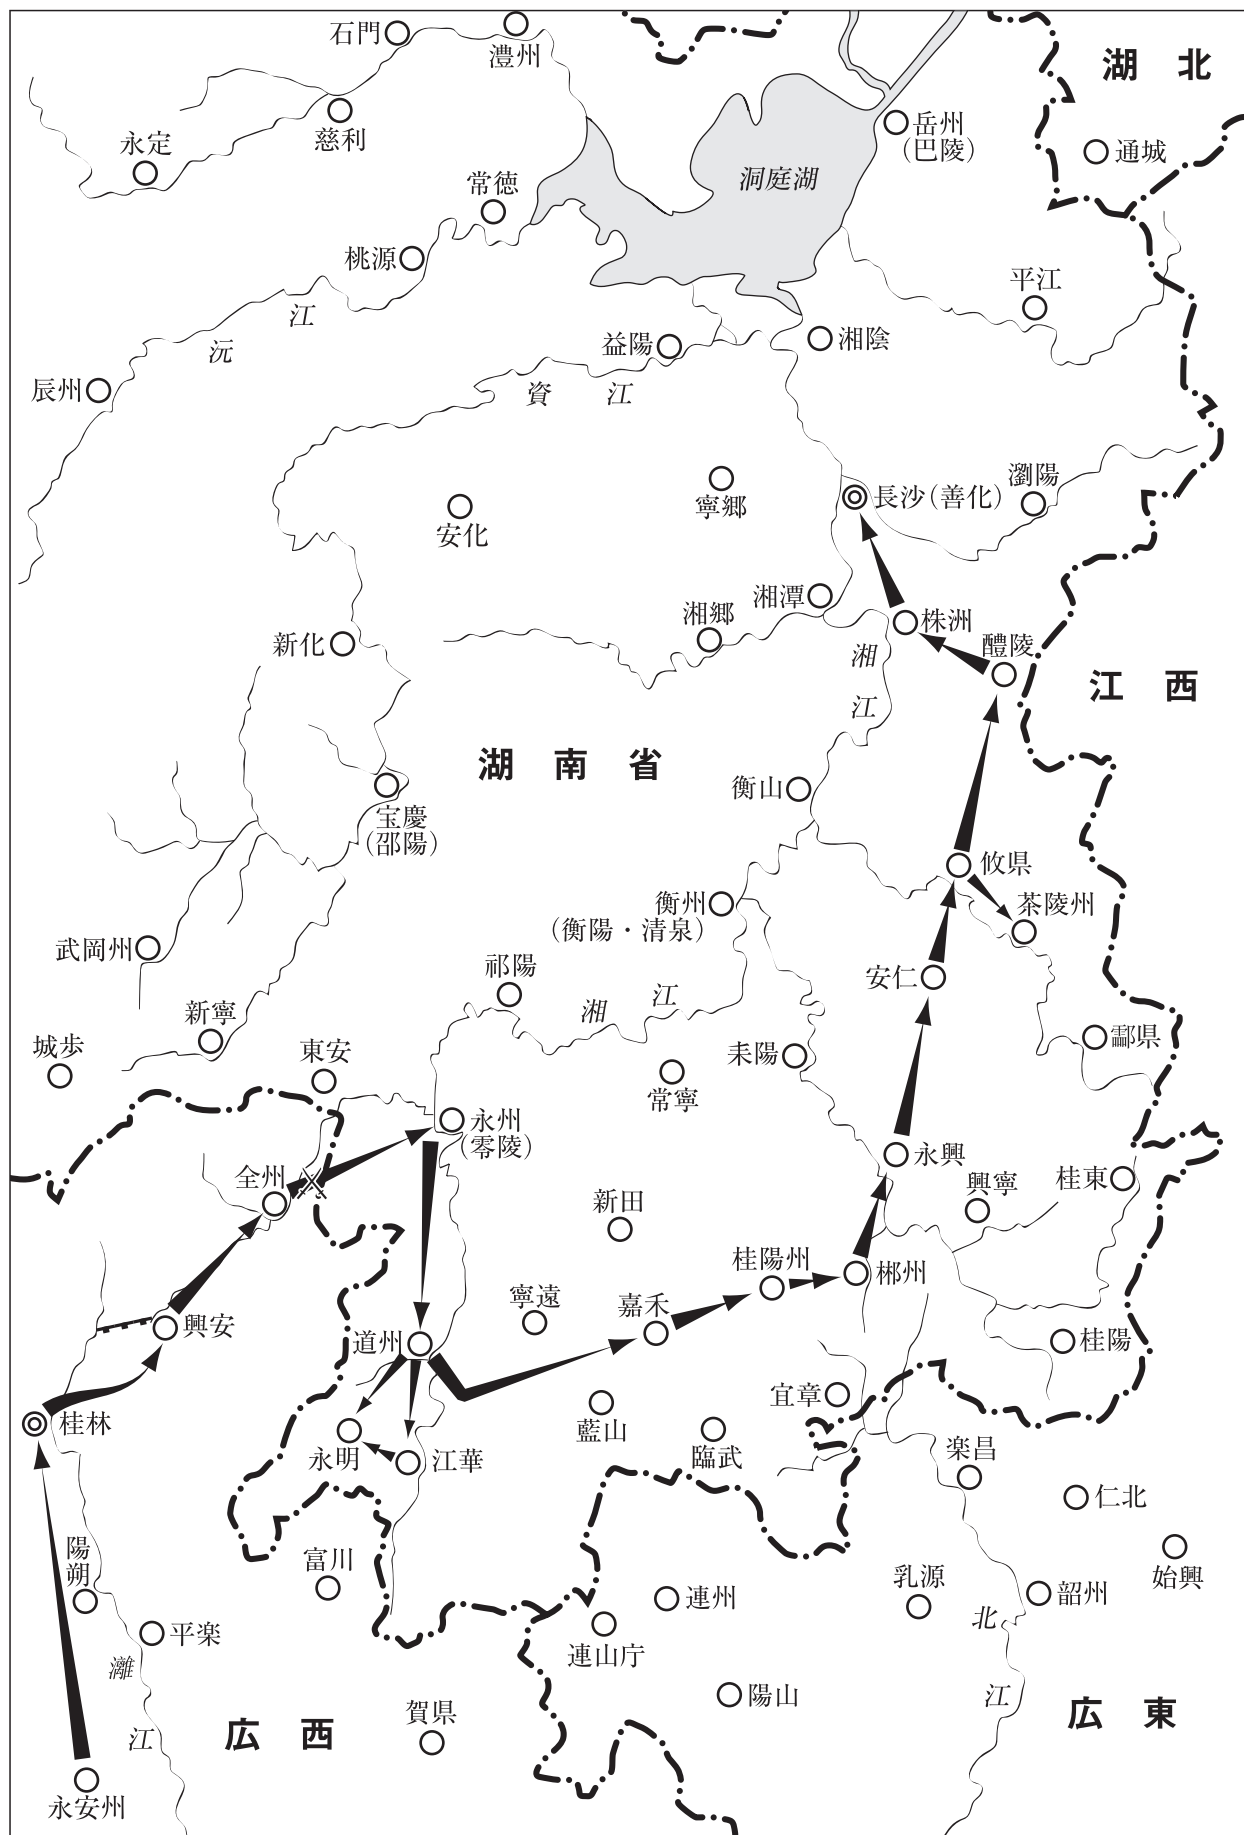 石門
澧州
湖北
慈利
永定
岳州
(巴陵)
通城
洞庭湖
常徳
桃源
平江
沅江
湘陰
益陽
辰州
資江
瀏陽
長沙(善化)
寧郷
安化
湘潭
湘郷
株洲
新化
醴陵
湘江
江西
湖南省
衡山
宝慶
(邵陽)
攸県
衡州
(衡陽・清泉)
茶陵州
武岡州
祁陽
安仁
湘江
新寧
城歩
東安
耒陽
酃県
常寧
永州
(零陵)
永興
全州
興寧
桂東
新田
桂陽州
郴州
寧遠
嘉禾
興安
道州
桂陽
宜章
桂林
藍山
臨武
永明
江華
楽昌
仁北
陽朔
富川
乳源
始興
連州
韶州
平楽
北江
連山庁
灕江
陽山
賀県
広西
広東
永安州